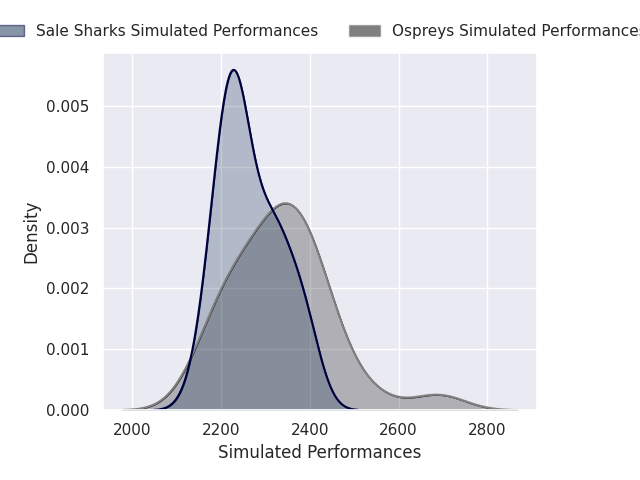 Sale Sharks Simulated Performances Ospreys Simulated Performances
0.005
0.004
0.003
0.002
0.001
0.000
Density
2000 2200 2400 2600 2800
Simulated Performances